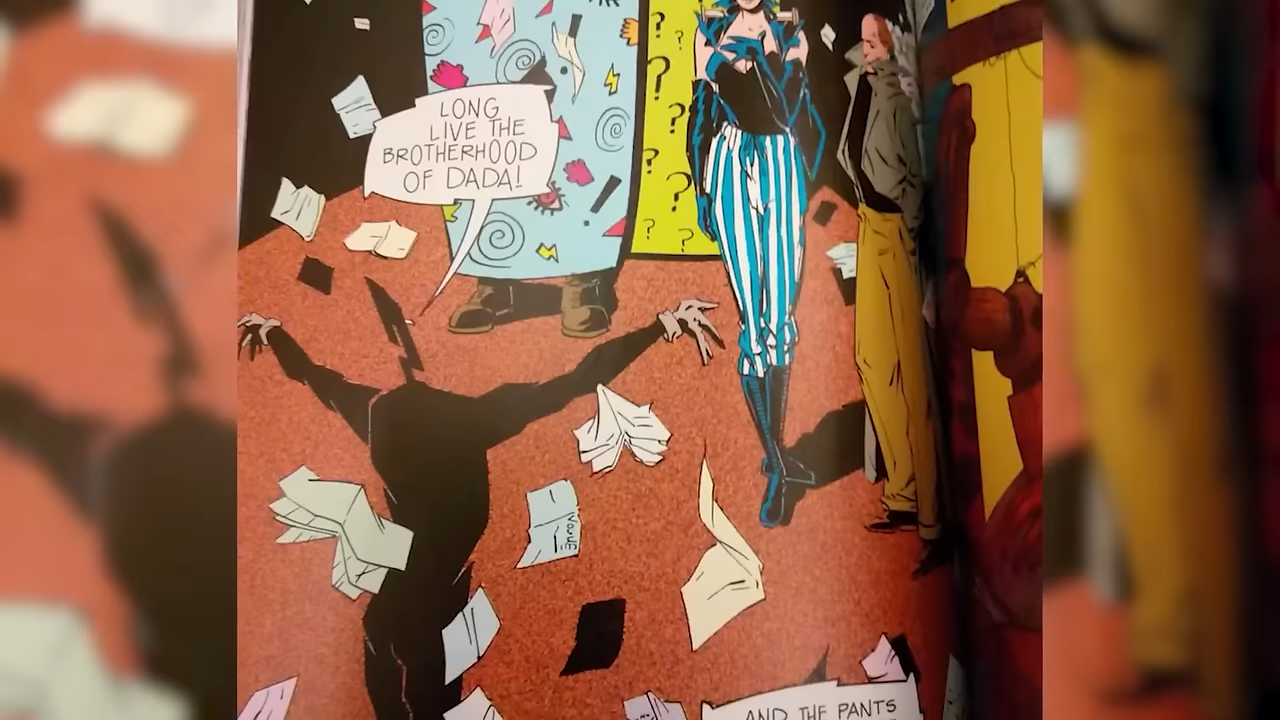 LONG
LIVE THE
BROTHERHOOD
OF DADA!
AND THE PANTS